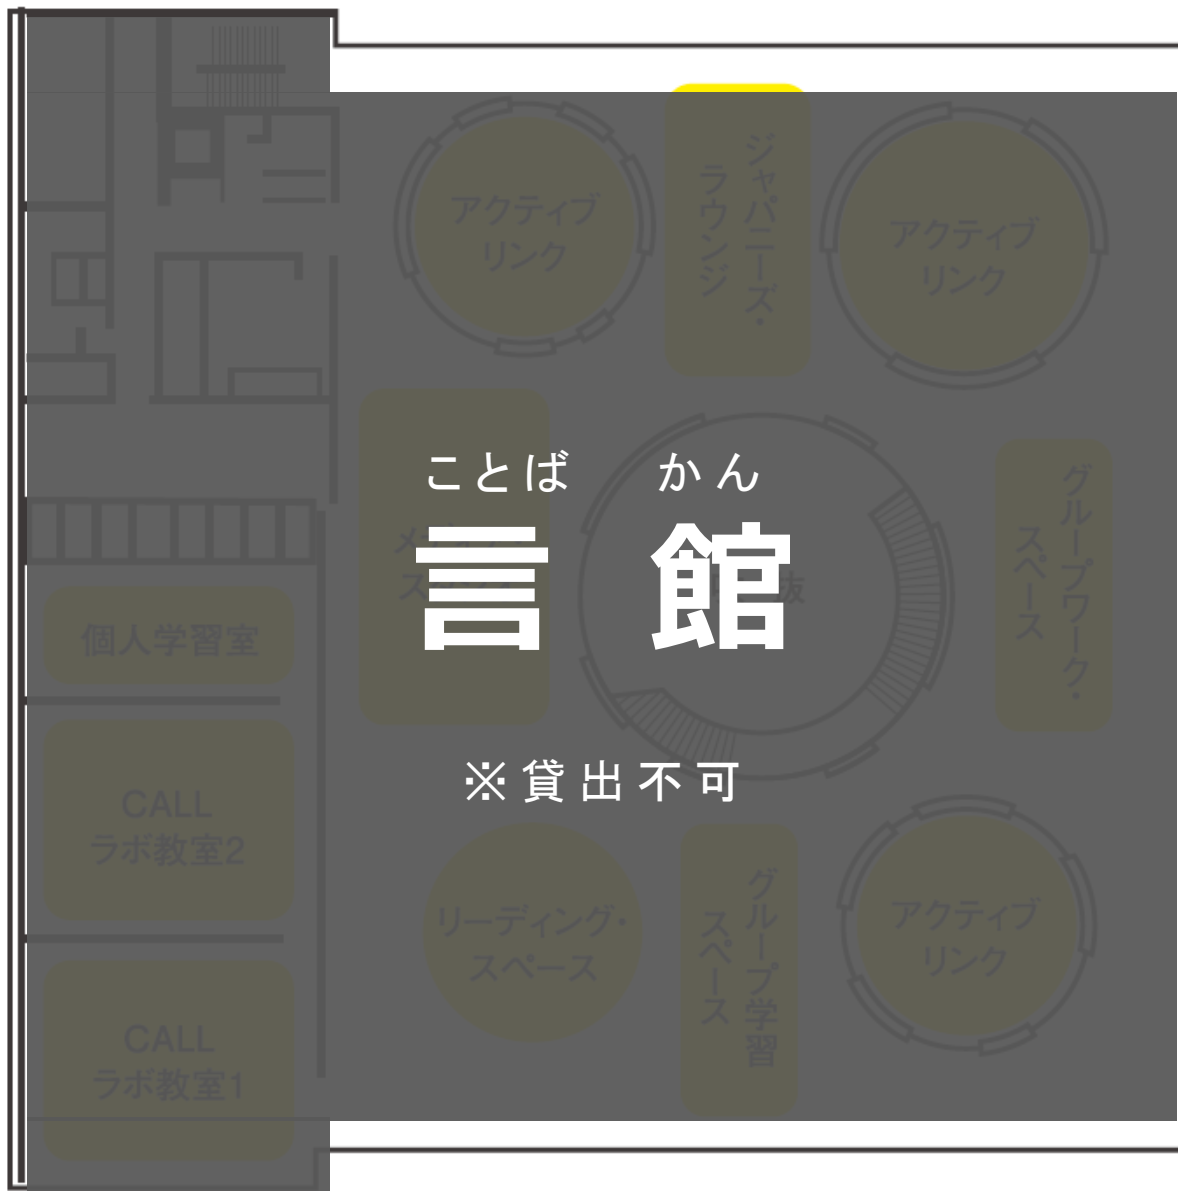 アクティブ
リンク
ジャパニーズ・
ラウンジ
アクティブ
リンク
ことば かん
言 館
抜
グループワーク・
スペース
個人学習室
※貸出不可
CALL
ラボ教室2
リーディング・
スペース
グループ学習
スペース
アクティブ
リンク
CALL
ラボ教室1